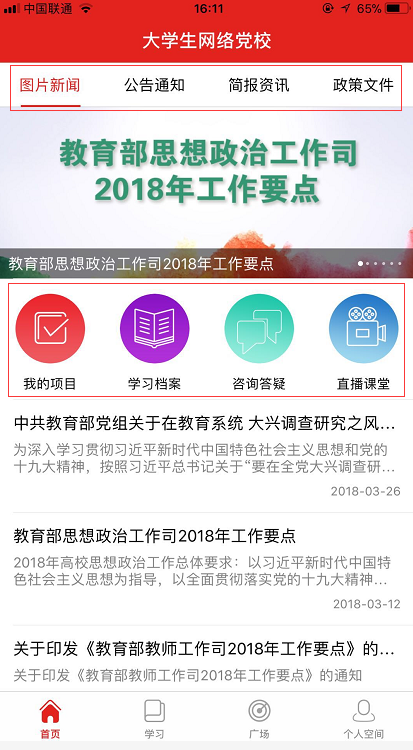 中国联通
16:11
65%
大学生网络党校
图片新闻
公告通知
简报资讯
政策文件
教育部思想政治工作司
2018年工作要点
教育部思想政治工作司2018年工作要点
我的项目
学习档案
咨询答疑
直播课堂
中共教育部党组关于在教育系统 大兴调查研究之风...
为深入学习贯彻习近平新时代中国特色社会主义思想和党的
十九大精神，按照习近平总书记关于“要在全党大兴调查研...
2018-03-26
教育部思想政治工作司2018年工作要点
2018年高校思想政治工作总体要求：以习近平新时代中国特
色社会主义思想为指导，以全面贯彻落实党的十九大精神...
2018-03-12
关于印发《教育部教师工作司2018年工作要点》的...
关于印发《教育部教师工作司2018年工作要点》的通知
首页
学习
广场
个人空间